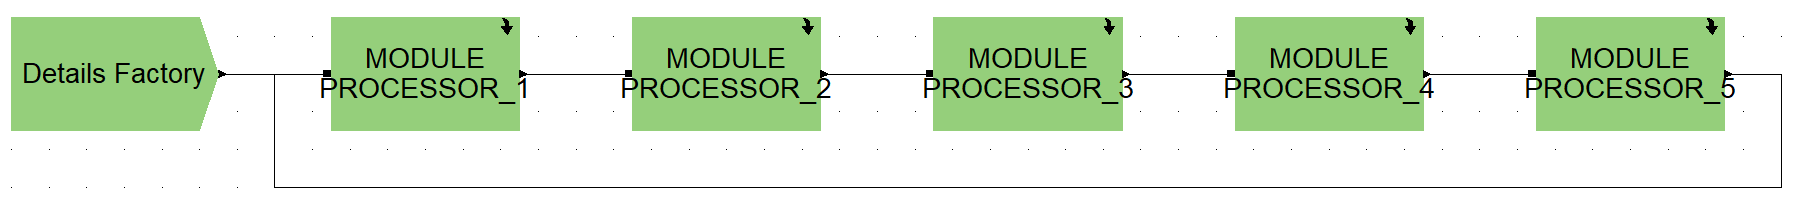 Details Factory
MODULE
PROCESSOR_1
MODULE
PROCESSOR_2
MODULE
PROCESSOR_3
MODULE
PROCESSOR_4
MODULE
PROCESSOR_5